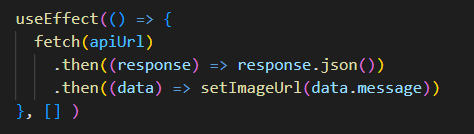 useEffect(() => {
  fetch(apiUrl)
    .then((response) => response.json())
    .then((data) => setImageUrl(data.message))
}, [] )